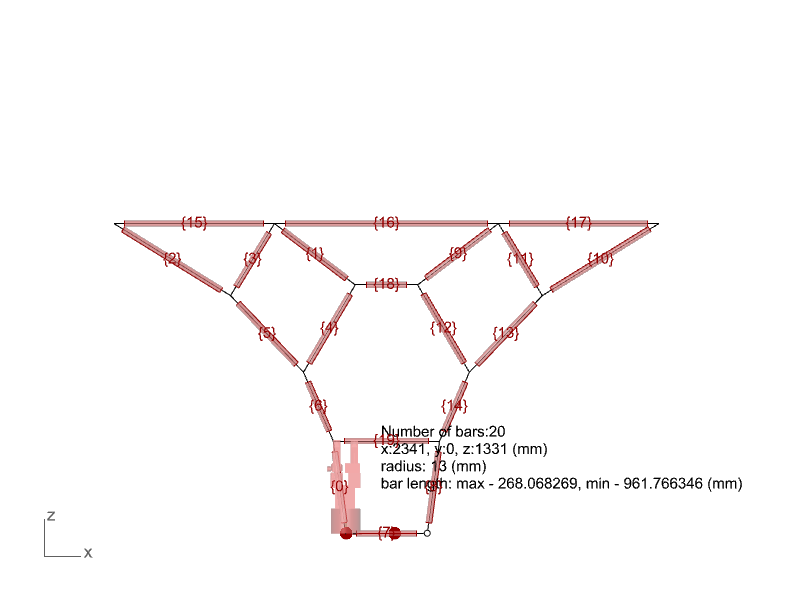 {15} {16} {17}
{2} {3} {1} {9} {11} {10}
{18}
{5} {4} {12} {13}
{6} {14}
Number of bars:20
{19}
x:2341, y:0, z:1331 (mm)
radius: 13 (mm)
{0} bar length: max - 268.068269, min - 961.766346 (mm)
z
{7}
x